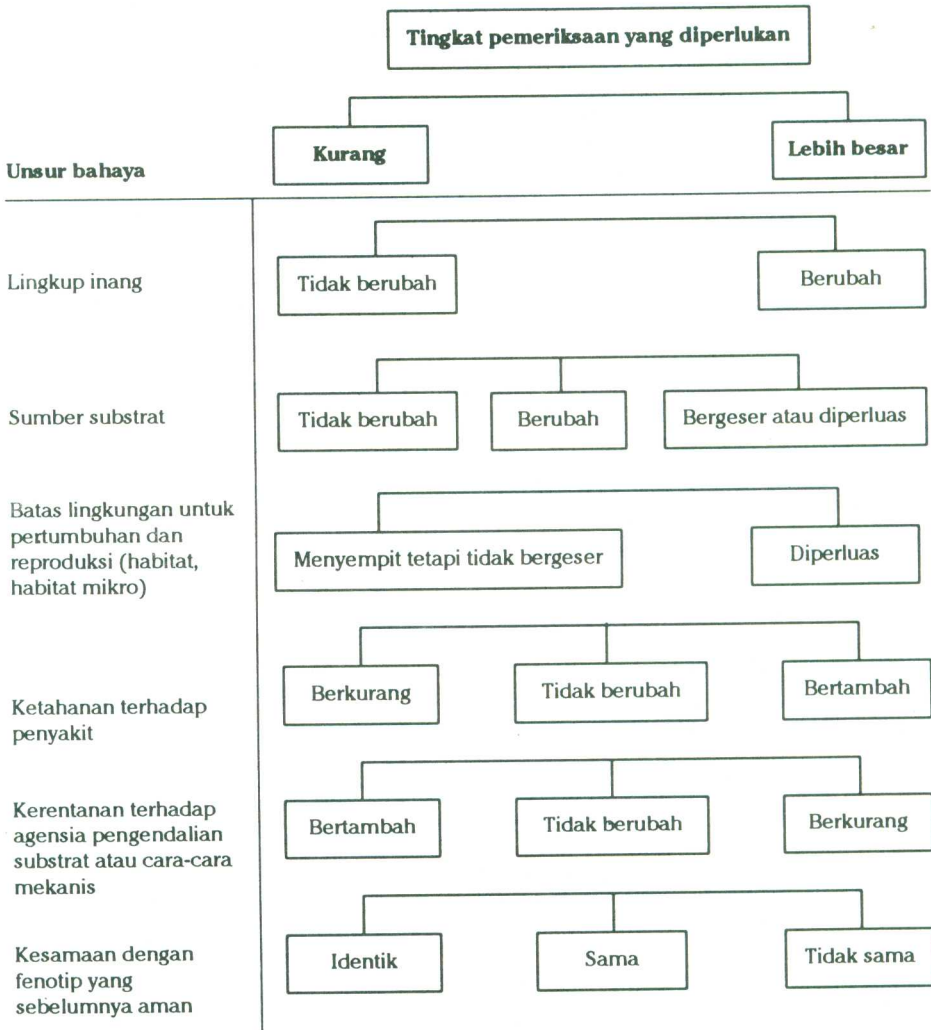 Tingkat pemeriksaan yang diperlukan
Kurang
Lebih besar
Unsur bahaya
Lingkup inang
Tidak berubah
Berubah
Sumber substrat
Tidak berubah
Berubah
Bergeser atau diperluas
Batas lingkungan untuk
pertumbuhan dan
reproduksi (habitat,
habitat mikro)
Menyempit tetapi tidak bergeser
Diperluas
Ketahanan terhadap
penyakit
Berkurang
Tidak berubah
Bertambah
Kerentanan terhadap
agensia pengendalian
substrat atau cara-cara
mekanis
Bertambah
Tidak berubah
Berkurang
Kesamaan dengan
fenotip yang
sebelumnya aman
Identik
Sama
Tidak sama